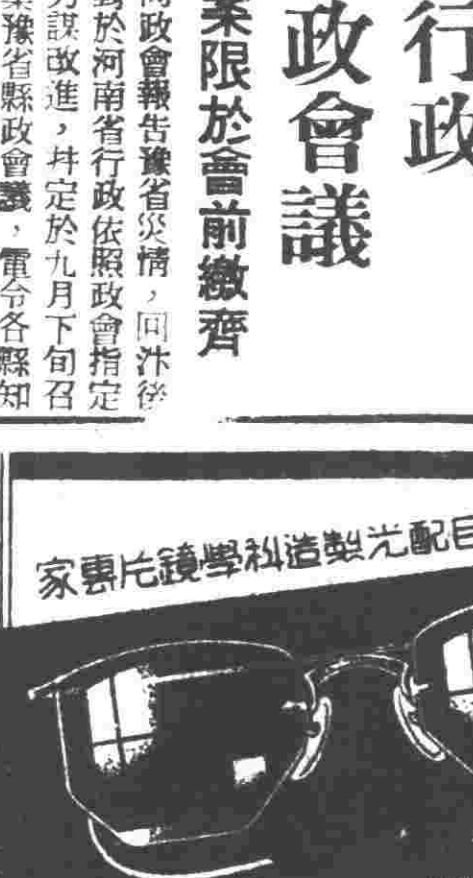 行政
政會議
案限於會前繳齊
向政會報告豫省災情，回汴後
對於河南省行政依照政會指定
力謀改進，幷定於九月下旬召
集豫省縣政會議，電令各縣知
目配光製造科學鏡片專家